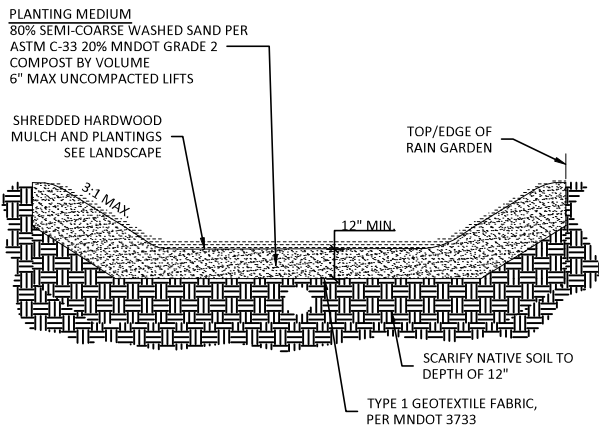 PLANTING MEDIUM
80% SEMI-COARSE WASHED SAND PER
ASTM C-33 20% MNDOT GRADE 2
COMPOST BY VOLUME
6" MAX UNCOMPACTED LIFTS
SHREDDED HARDWOOD
MULCH AND PLANTINGS
SEE LANDSCAPE
TOP/EDGE OF
RAIN GARDEN
3:1 MAX.
12" MIN.
SCARIFY NATIVE SOIL TO
DEPTH OF 12"
TYPE 1 GEOTEXTILE FABRIC,
PER MNDOT 3733